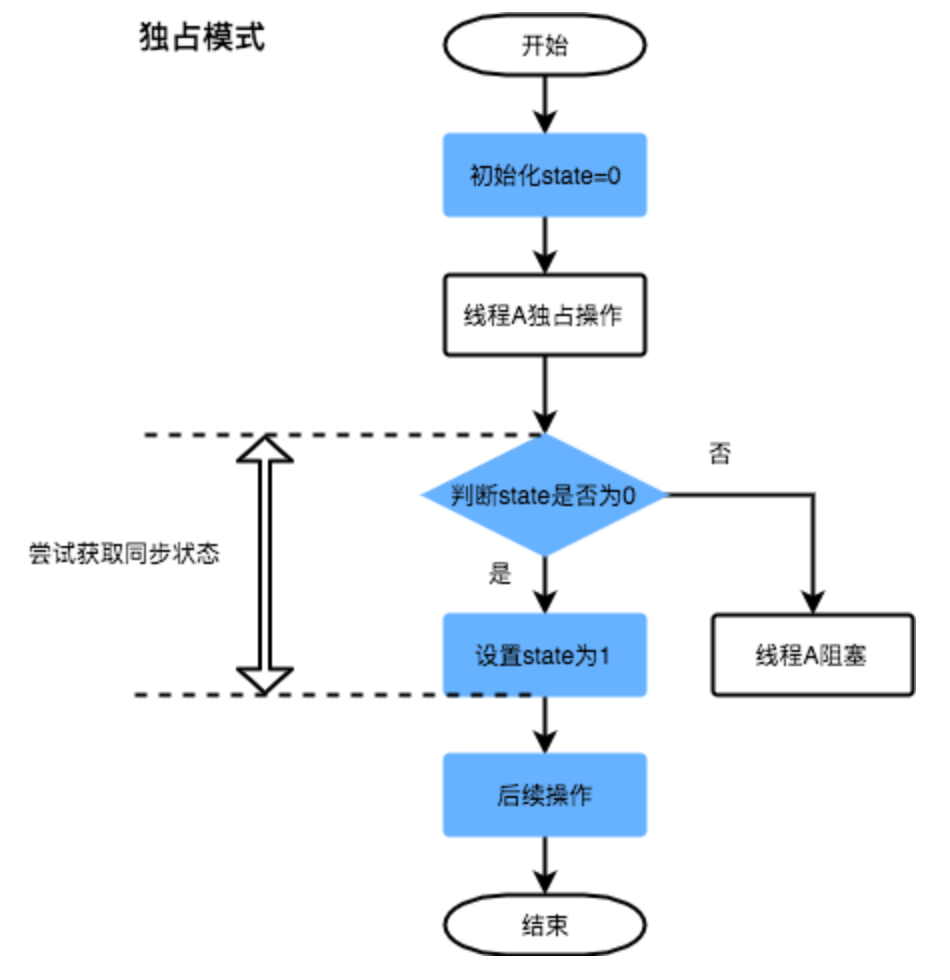 独占模式
开始
初始化state=0
线程A独占操作
判断state是否为0
否
尝试获取同步状态
是
设置state为1
线程A阻塞
后续操作
结束